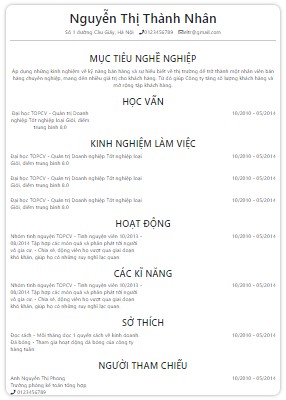 Nguyễn Thị Thành Nhân
Số 1 đường Cầu Giấy, Hà Nội 0123456789 nltt@gmail.com
MỤC TIÊU NGHỀ NGHIỆP
Áp dụng những kinh nghiệm về kỹ năng bán hàng và sự hiểu biết về thị trường để trở thành một nhân viên bán
hàng chuyên nghiệp, mang đến nhiều giá trị cho khách hàng. Từ đó giúp Công ty tăng số lượng khách hàng và
mở rộng tập khách hàng.
HỌC VẤN
Đại học TOPCV - Quản trị Doanh 10/2010 - 05/2014
nghiệp Tốt nghiệp loại Giỏi, điểm
trung bình 8.0
KINH NGHIỆM LÀM VIỆC
Đại học TOPCV - Quản trị Doanh nghiệp Tốt nghiệp loại 10/2010 - 05/2014
Giỏi, điểm trung bình 8.0
Đại học TOPCV - Quản trị Doanh nghiệp Tốt nghiệp loại 10/2010 - 05/2014
Giỏi, điểm trung bình 8.0
Đại học TOPCV - Quản trị Doanh nghiệp Tốt nghiệp loại 10/2010 - 05/2014
Giỏi, điểm trung bình 8.0
HOẠT ĐỘNG
Nhóm tình nguyện TOPCV - Tình nguyện viên 10/2013 - 10/2010 - 05/2014
08/2014 Tập hợp các món quà và phân phát tới người
vô gia cư. - Chia sẻ, động viên họ vượt qua giai đoạn
khó khăn, giúp họ có những suy nghĩ lạc quan
CÁC KĨ NĂNG
Nhóm tình nguyện TOPCV - Tình nguyện viên 10/2013 - 10/2010 - 05/2014
08/2014 Tập hợp các món quà và phân phát tới người
vô gia cư. - Chia sẻ, động viên họ vượt qua giai đoạn
khó khăn, giúp họ có những suy nghĩ lạc quan
SỞ THÍCH
Đọc sách - Mỗi tháng đọc 1 quyển sách về kinh doanh 10/2010 - 05/2014
Đá bóng - Tham gia hoạt động đá bóng của công ty
hàng tuần
NGƯỜI THAM CHIẾU
Anh Nguyễn Thị Phong 10/2010 - 05/2014
Trưởng phòng kế toán tổng hợp
0123456789